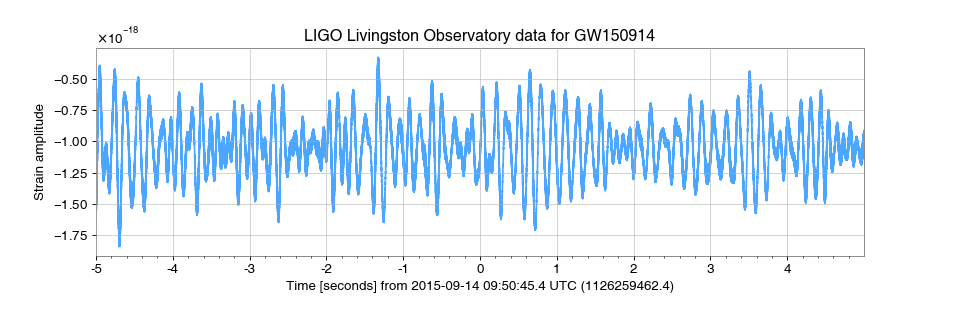 LIGO Livingston Observatory data for GW150914
×10⁻¹⁸
−0.50
−0.75
−1.00
−1.25
−1.50
−1.75
Strain amplitude
-5 -4 -3 -2 -1 0 1 2 3 4
Time [seconds] from 2015-09-14 09:50:45.4 UTC (1126259462.4)